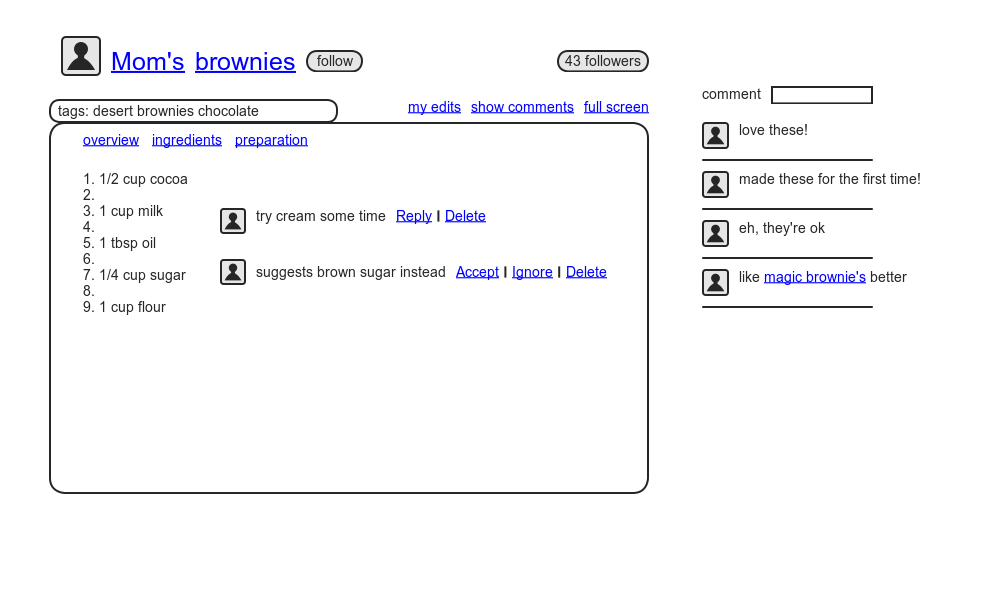 Mom's brownies follow 43 followers
tags: desert brownies chocolate
my edits show comments full screen
overview ingredients preparation
1. 1/2 cup cocoa
2.
3. 1 cup milk
4.
5. 1 tbsp oil
6.
7. 1/4 cup sugar
8.
9. 1 cup flour
try cream some time Reply | Delete
suggests brown sugar instead Accept | Ignore | Delete
comment
love these!
made these for the first time!
eh, they're ok
like magic brownie's better